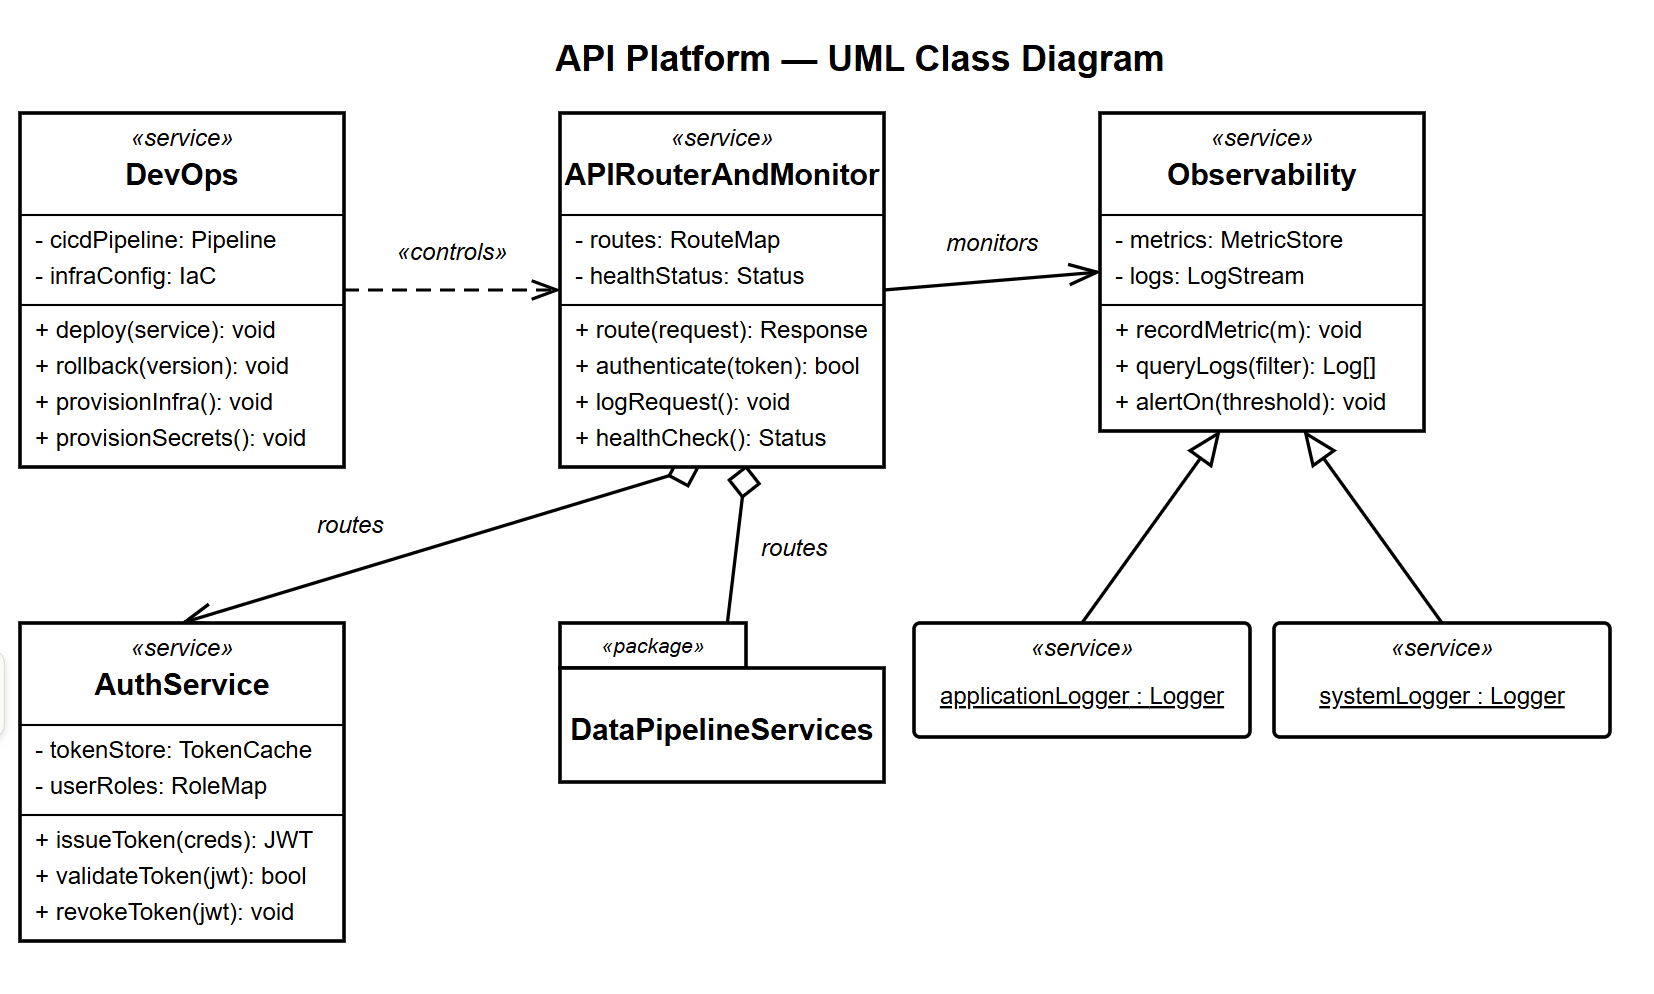 API Platform — UML Class Diagram
«service»
DevOps
- cicdPipeline: Pipeline
- infraConfig: IaC
+ deploy(service): void
+ rollback(version): void
+ provisionInfra(): void
+ provisionSecrets(): void
«controls»
«service»
APIRouterAndMonitor
- routes: RouteMap
- healthStatus: Status
+ route(request): Response
+ authenticate(token): bool
+ logRequest(): void
+ healthCheck(): Status
monitors
«service»
Observability
- metrics: MetricStore
- logs: LogStream
+ recordMetric(m): void
+ queryLogs(filter): Log[]
+ alertOn(threshold): void
routes
routes
«service»
AuthService
- tokenStore: TokenCache
- userRoles: RoleMap
+ issueToken(creds): JWT
+ validateToken(jwt): bool
+ revokeToken(jwt): void
«package»
DataPipelineServices
«service»
applicationLogger : Logger
«service»
systemLogger : Logger